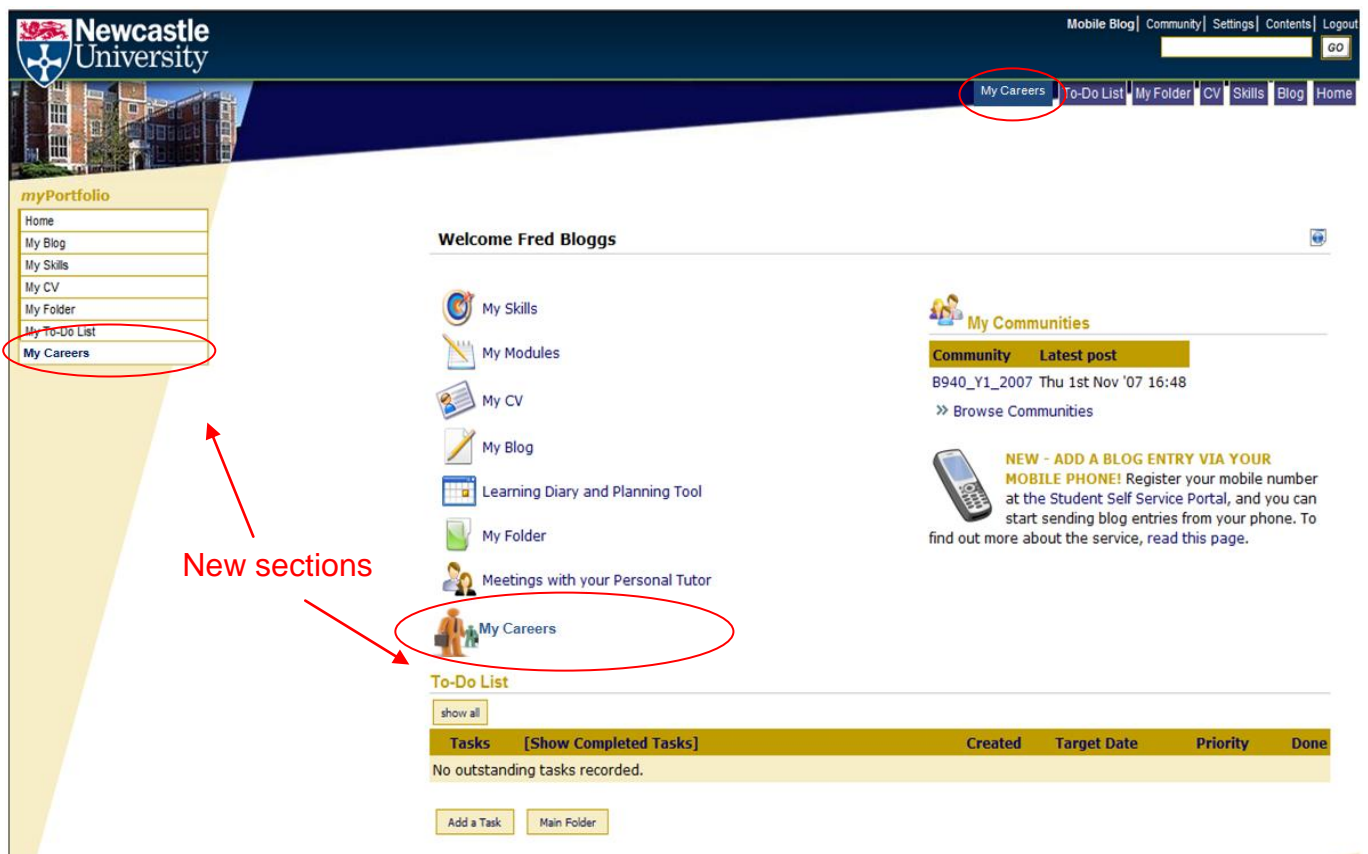 Newcastle
University
Mobile Blog| Community| Settings| Contents| Logout
GO
My Careers To-Do List My Folder CV Skills Blog Home
myPortfolio
Home
My Blog
My Skills
My CV
My Folder
My To-Do List
My Careers
New sections
Welcome Fred Bloggs
My Skills
My Modules
My CV
My Blog
Learning Diary and Planning Tool
My Folder
Meetings with your Personal Tutor
My Careers
My Communities
Community Latest post
B940_Y1_2007 Thu 1st Nov '07 16:48
» Browse Communities
NEW - ADD A BLOG ENTRY VIA YOUR
MOBILE PHONE! Register your mobile number
at the Student Self Service Portal, and you can
start sending blog entries from your phone. To
find out more about the service, read this page.
To-Do List
show all
Tasks [Show Completed Tasks] Created Target Date Priority Done
No outstanding tasks recorded.
Add a Task Main Folder